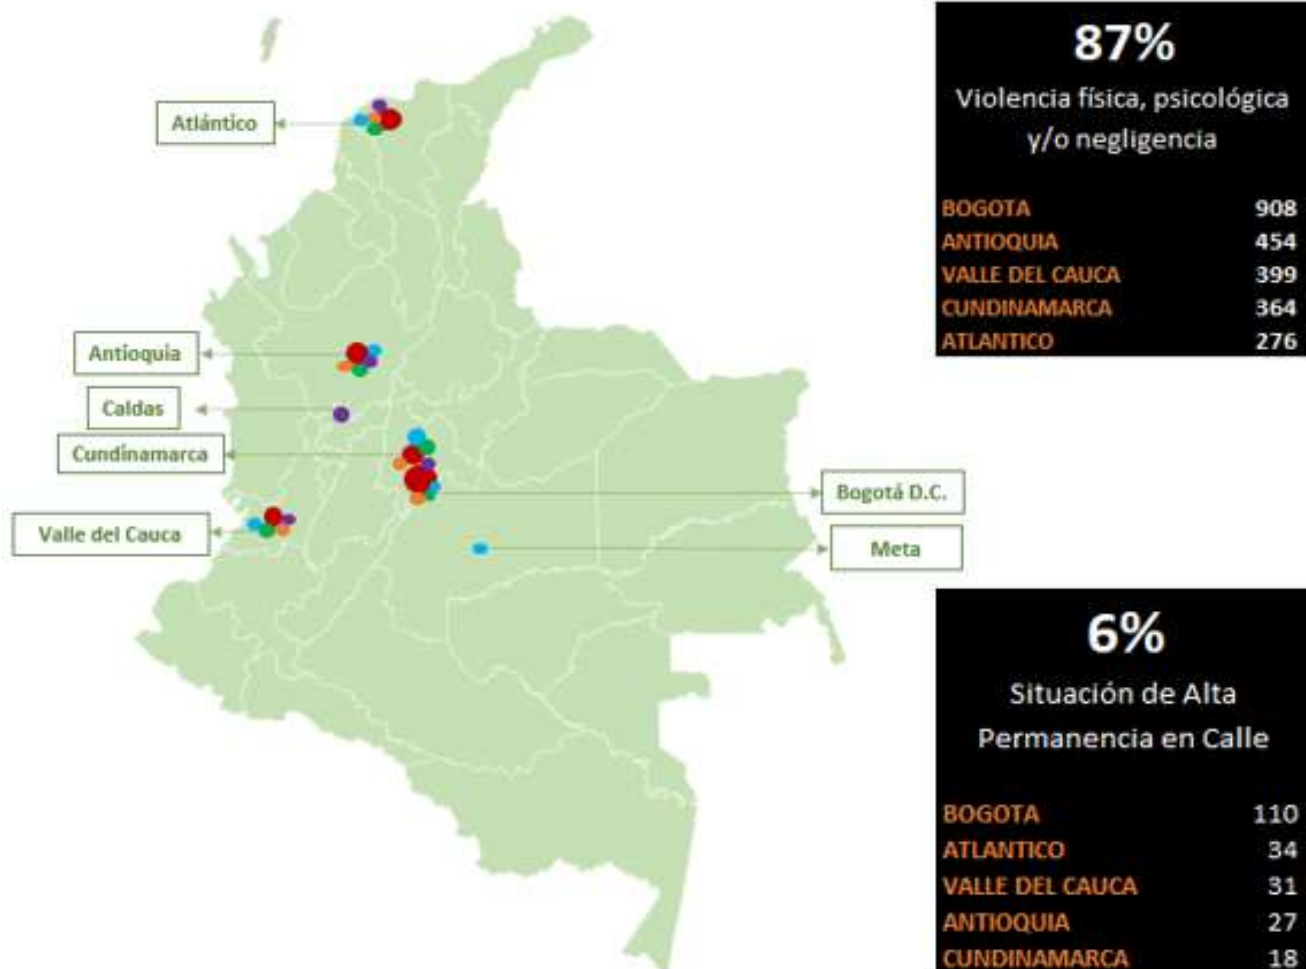 Atlántico
Antioquia
Caldas
Cundinamarca
Valle del Cauca
Bogotá D.C.
Meta
87%
Violencia física, psicológica
y/o negligencia
BOGOTA 908
ANTIOQUIA 454
VALLE DEL CAUCA 399
CUNDINAMARCA 364
ATLANTICO 276
6%
Situación de Alta
Permanencia en Calle
BOGOTA 110
ATLANTICO 34
VALLE DEL CAUCA 31
ANTIOQUIA 27
CUNDINAMARCA 18